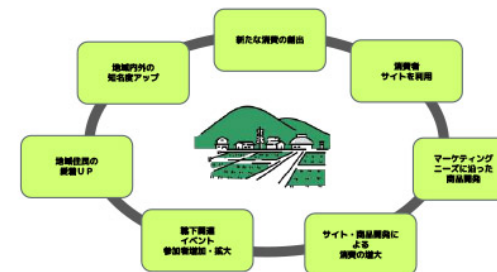 新たな消費の創出
消費者
サイトを利用
マーケティング
ニーズに沿った
商品開発
サイト・商品開発に
よる
消費の増大
靴下関連
イベント
参加者増加・拡大
地域住民の
愛着UP
地域内外の
知名度アップ